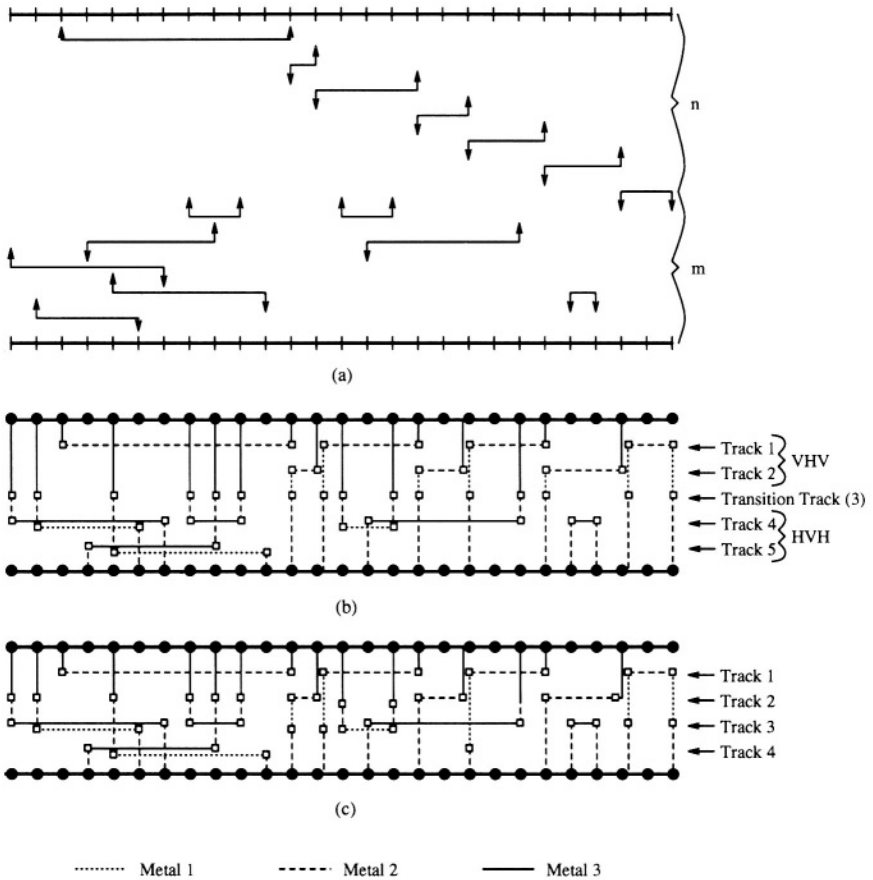 n
m
(a)
Track 1
Track 2
VHV
Transition Track (3)
Track 4
Track 5
HVH
(b)
Track 1
Track 2
Track 3
Track 4
(c)
Metal 1 Metal 2 Metal 3